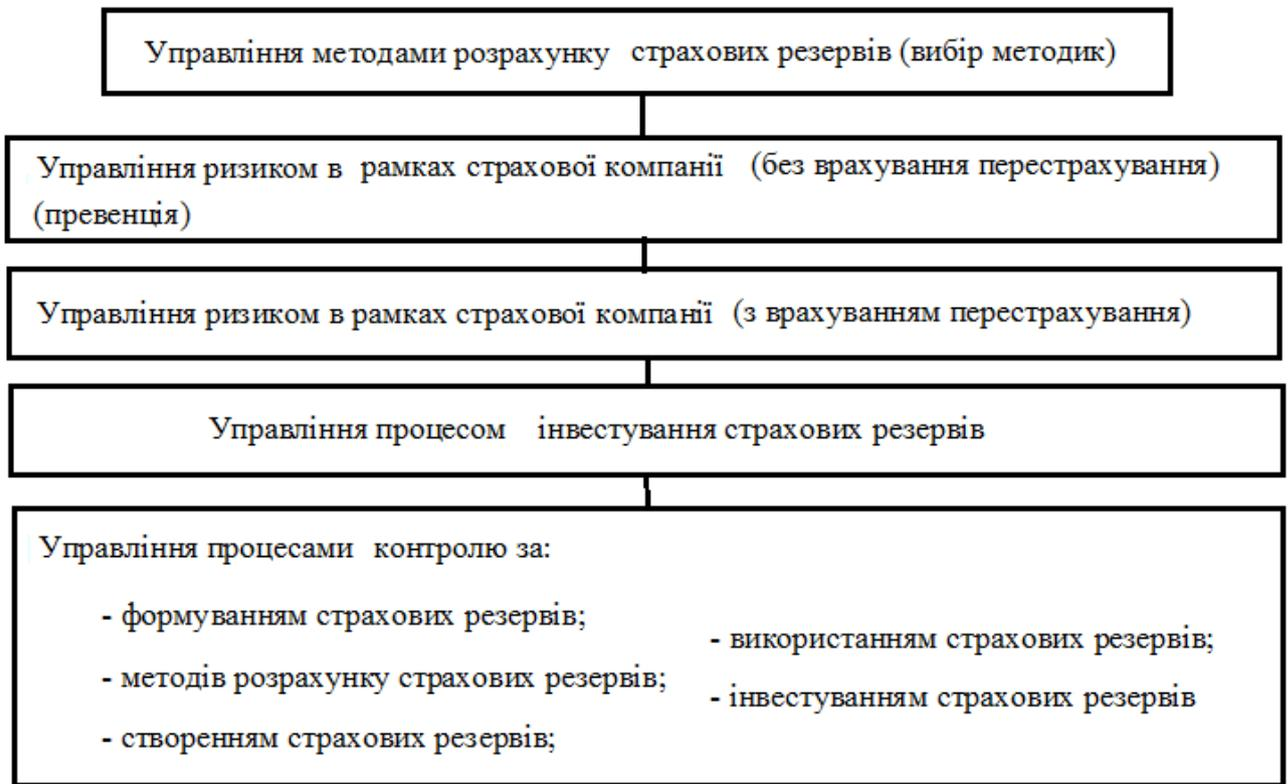 Управління методами розрахунку страхових резервів (вибір методик)
Управління ризиком в рамках страхової компанії (без врахування перестрахування)
(превенція)
Управління ризиком в рамках страхової компанії (з врахуванням перестрахування)
Управління процесом інвестування страхових резервів
Управління процесами контролю за:
- формуванням страхових резервів;
- методів розрахунку страхових резервів;
- створенням страхових резервів;
- використанням страхових резервів;
- інвестуванням страхових резервів